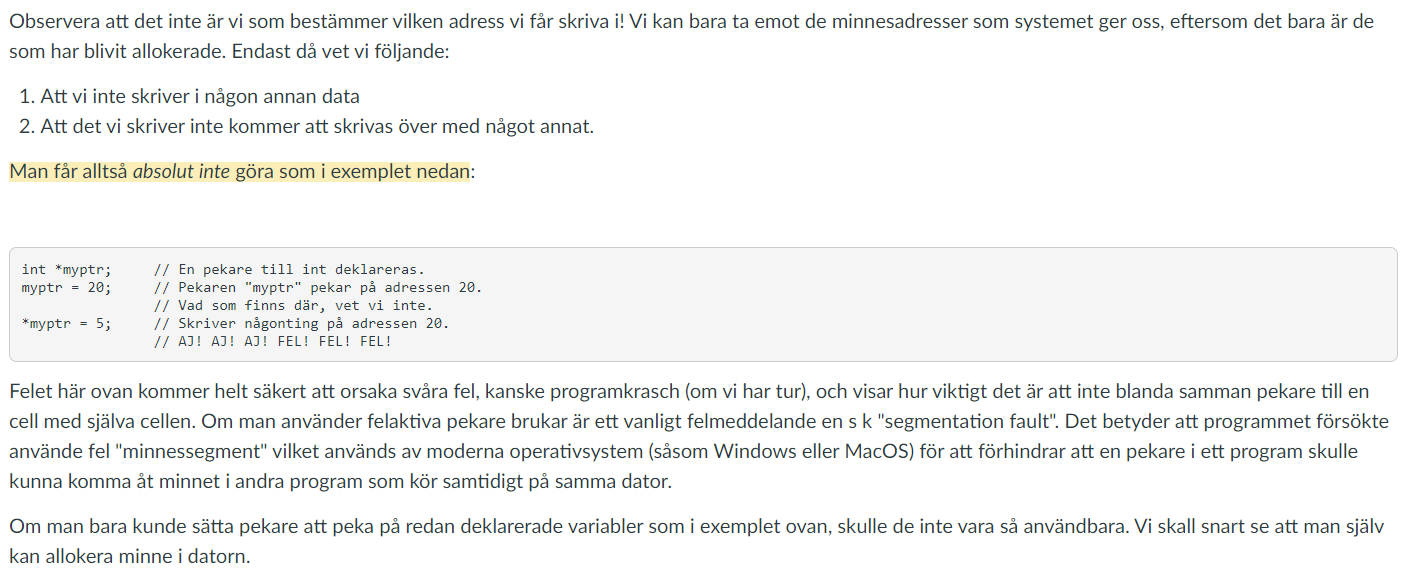 Observera att det inte är vi som bestämmer vilken adress vi får skriva i! Vi kan bara ta emot de minnesadresser som systemet ger oss, eftersom det bara är de
som har blivit allokerade. Endast då vet vi följande:
1. Att vi inte skriver i någon annan data
2. Att det vi skriver inte kommer att skrivas över med något annat.
Man får alltså absolut inte göra som i exemplet nedan:
int *myptr;     // En pekare till int deklareras.
myptr = 20;     // Pekaren "myptr" pekar på adressen 20.
                // Vad som finns där, vet vi inte.
*myptr = 5;     // Skriver någonting på adressen 20.
                // AJ! AJ! AJ! FEL! FEL! FEL!
Felet här ovan kommer helt säkert att orsaka svåra fel, kanske programkrasch (om vi har tur), och visar hur viktigt det är att inte blanda samman pekare till en
cell med själva cellen. Om man använder felaktiva pekare brukar är ett vanligt felmeddelande en s k "segmentation fault". Det betyder att programmet försökte
använde fel "minnessegment" vilket används av moderna operativsystem (såsom Windows eller MacOS) för att förhindrar att en pekare i ett program skulle
kunna komma åt minnet i andra program som kör samtidigt på samma dator.
Om man bara kunde sätta pekare att peka på redan deklarerade variabler som i exemplet ovan, skulle de inte vara så användbara. Vi skall snart se att man själv
kan allokera minne i datorn.